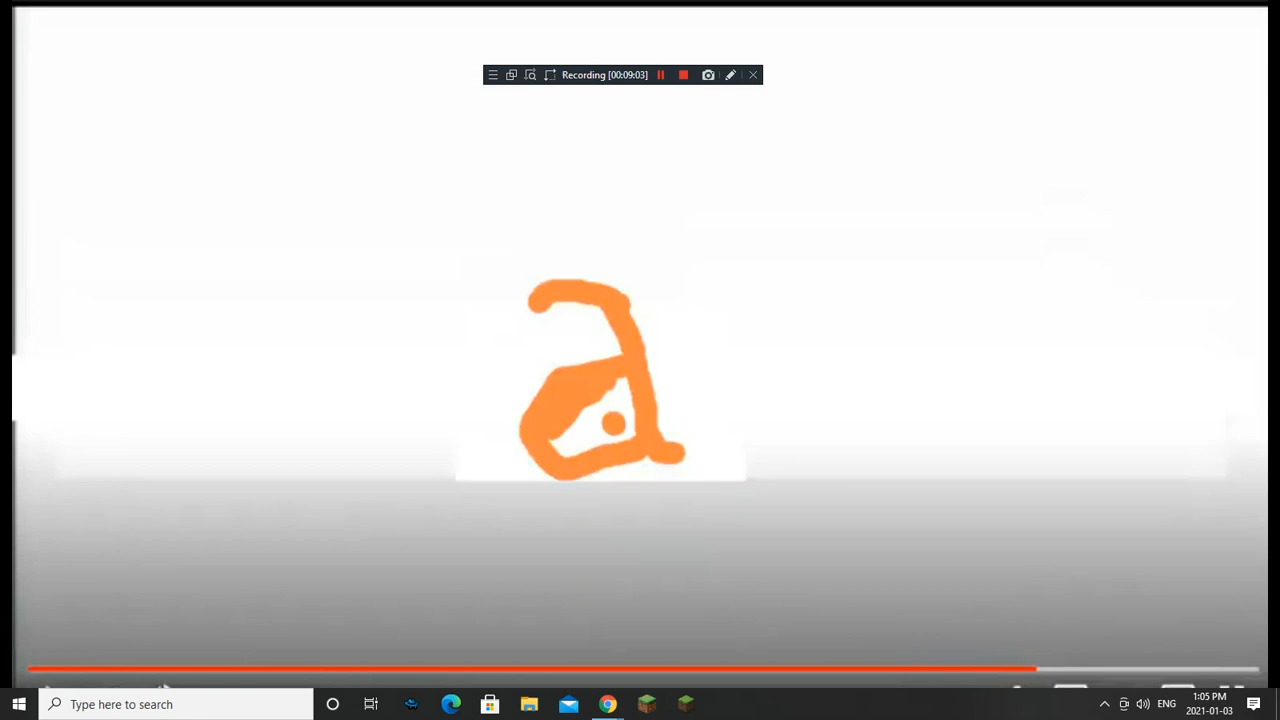 Recording [00:09:03]
a
Type here to search
ENG
1:05 PM
2021-01-03